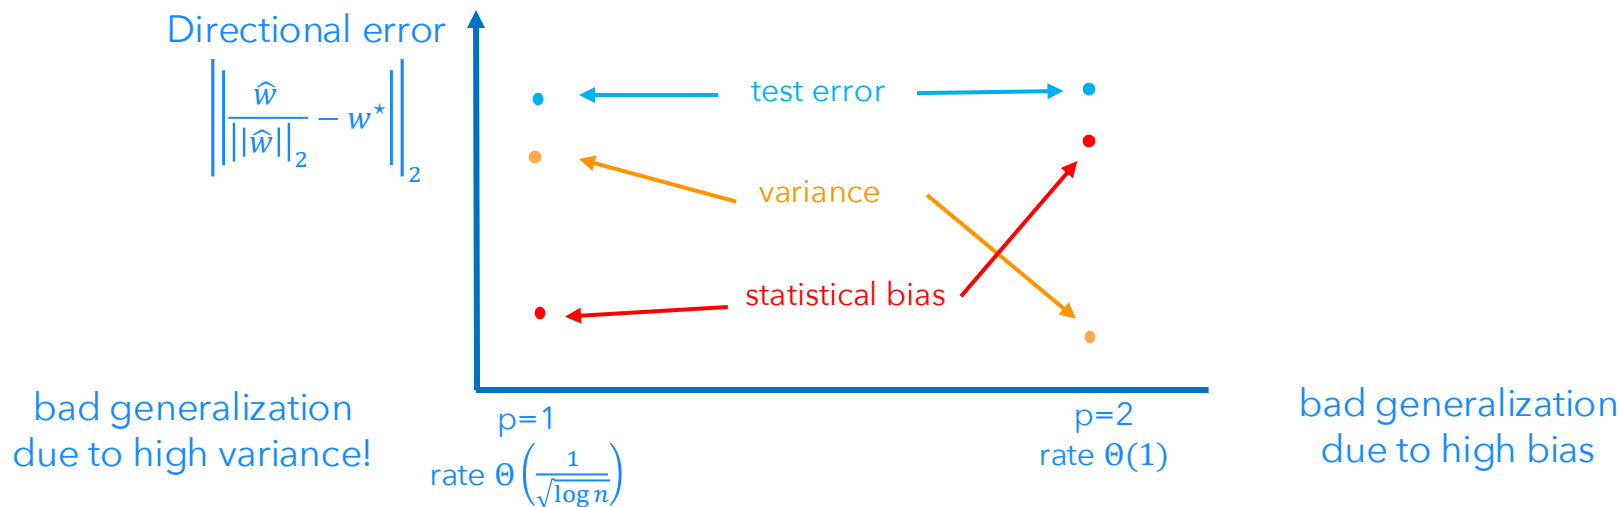 Directional error
‖ ŵ / ||ŵ||₂ − w⋆ ‖₂
test error
variance
statistical bias
bad generalization
due to high variance!
p=1
rate Θ(1/√log n)
p=2
rate Θ(1)
bad generalization
due to high bias